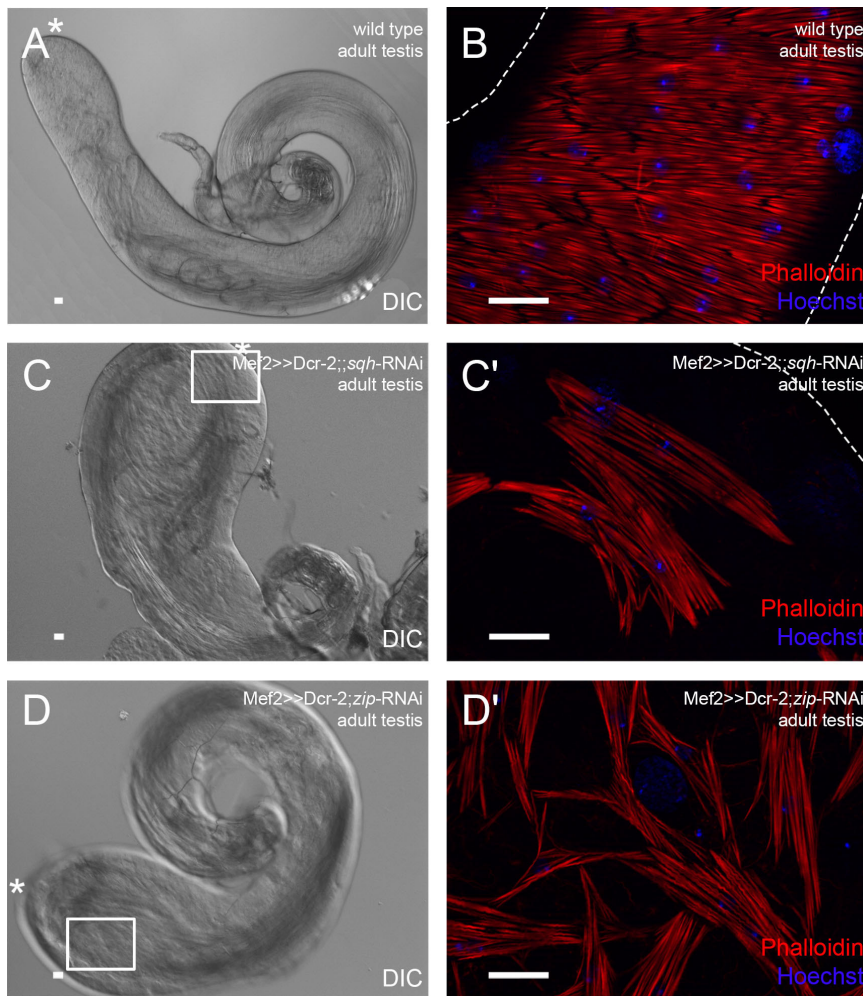 A
*
wild type
adult testis
DIC
B
wild type
adult testis
Phalloidin
Hoechst
C
*
Mef2>>Dcr-2;;sqh-RNAi
adult testis
DIC
C'
Mef2>>Dcr-2;;sqh-RNAi
adult testis
Phalloidin
Hoechst
D
Mef2>>Dcr-2;zip-RNAi
adult testis
*
DIC
D'
Mef2>>Dcr-2;zip-RNAi
adult testis
Phalloidin
Hoechst